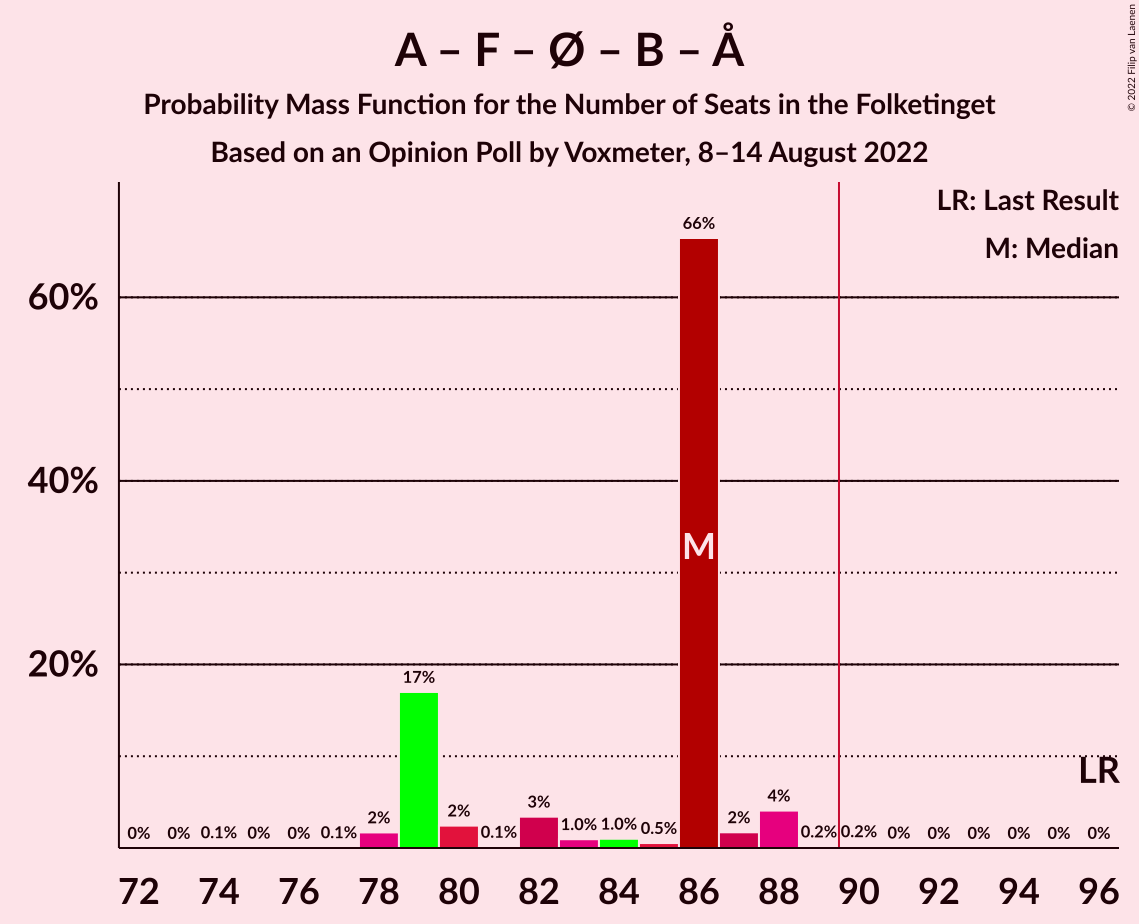 A – F – Ø – B – Å
Probability Mass Function for the Number of Seats in the Folketinget
Based on an Opinion Poll by Voxmeter, 8–14 August 2022
© 2022 Filip van Laenen
LR: Last Result
M: Median
66%
60%
M
40%
20%
17%
LR
0% 0% 0.1% 0% 0% 0.1% 2% 2% 0.1% 3% 1.0% 1.0% 0.5% 2% 4% 0.2% 0.2% 0% 0% 0% 0% 0% 0%
72 74 76 78 80 82 84 86 88 90 92 94 96